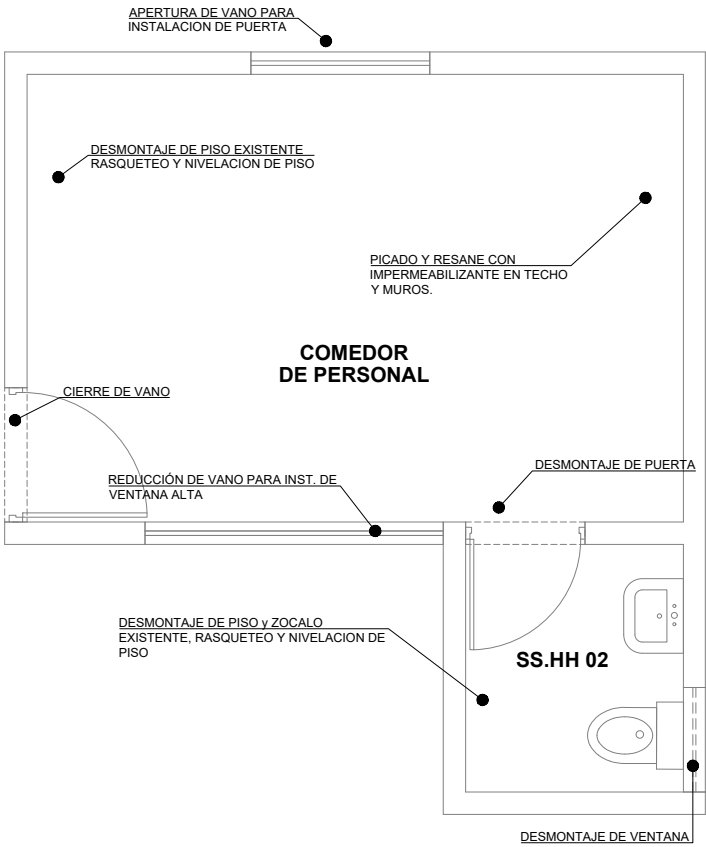 APERTURA DE VANO PARA
INSTALACION DE PUERTA
DESMONTAJE DE PISO EXISTENTE
RASQUETEO Y NIVELACION DE PISO
PICADO Y RESANE CON
IMPERMEABILIZANTE EN TECHO
Y MUROS.
COMEDOR
DE PERSONAL
CIERRE DE VANO
DESMONTAJE DE PUERTA
REDUCCIÓN DE VANO PARA INST. DE
VENTANA ALTA
DESMONTAJE DE PISO y ZOCALO
EXISTENTE, RASQUETEO Y NIVELACION DE
PISO
SS.HH 02
DESMONTAJE DE VENTANA